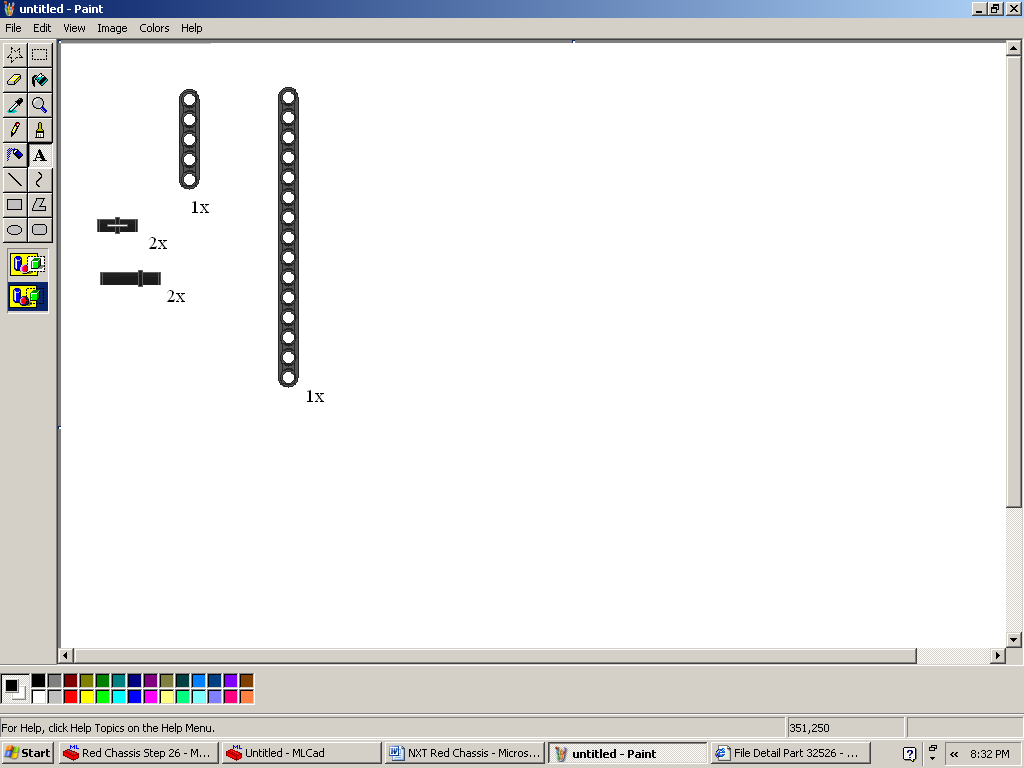 untitled - Paint
File Edit View Image Colors Help
A
1x
2x
2x
1x
For Help, click Help Topics on the Help Menu.
351,250
Start
Red Chassis Step 26 - M...
Untitled - MLCad
NXT Red Chassis - Micros...
untitled - Paint
File Detail Part 32526 - ...
8:32 PM